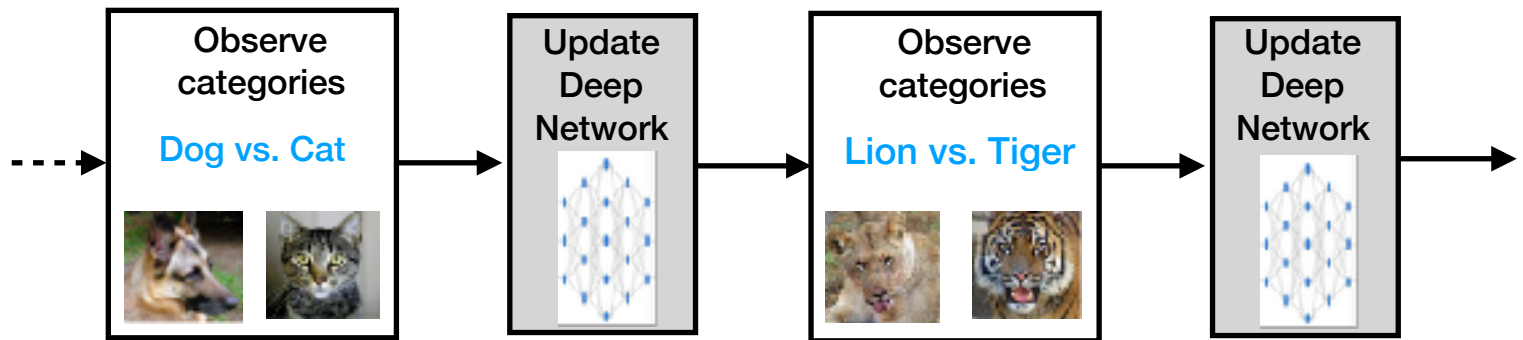 Observe
categories
Dog vs. Cat
Update
Deep
Network
Observe
categories
Lion vs. Tiger
Update
Deep
Network